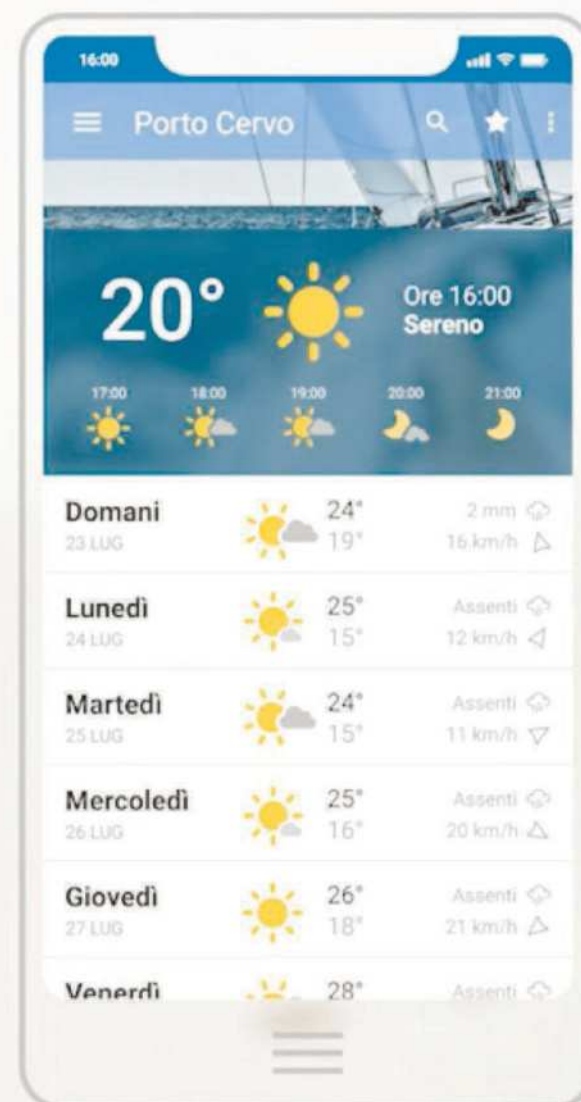 16:00
Porto Cervo
20°
Ore 16:00
Sereno
17:00 18:00 19:00 20:00 21:00
Domani 24° 2 mm
23 LUG 19° 16 km/h
Lunedì 25° Assenti
24 LUG 15° 12 km/h
Martedì 24° Assenti
25 LUG 15° 11 km/h
Mercoledì 25° Assenti
26 LUG 16° 20 km/h
Giovedì 26° Assenti
27 LUG 18° 21 km/h
Venerdì 28° Assenti